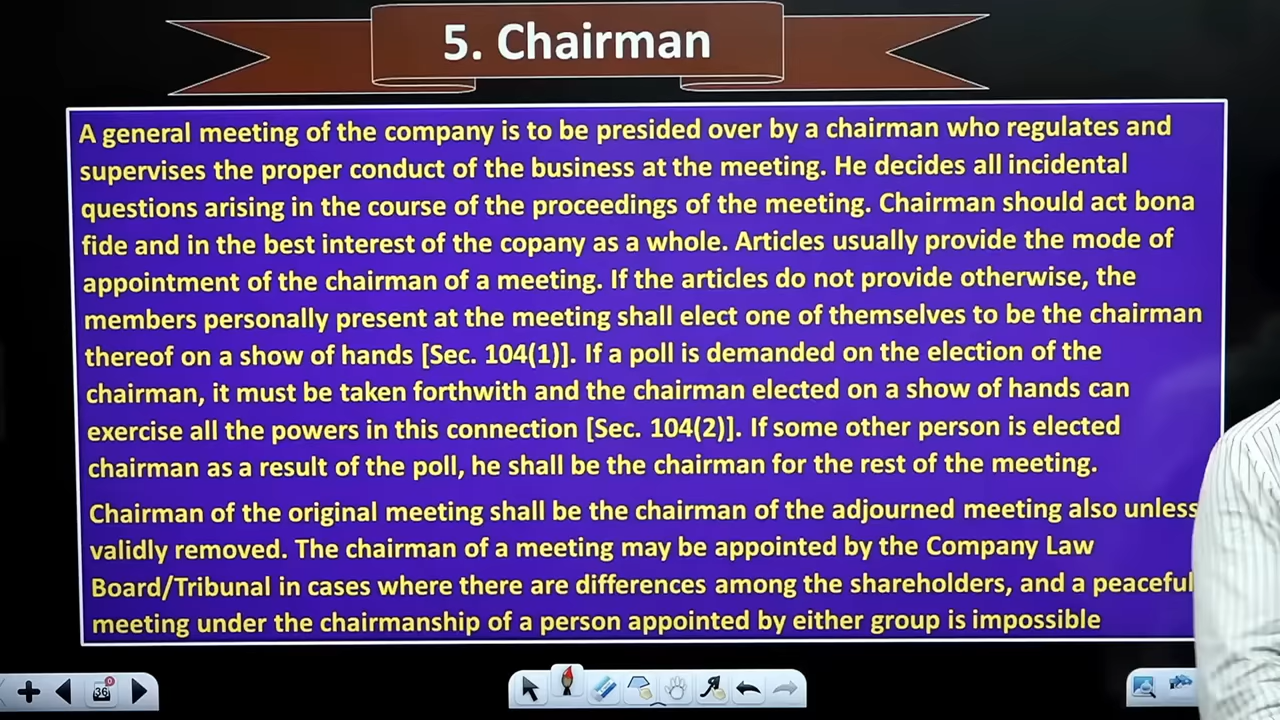 5. Chairman
A general meeting of the company is to be presided over by a chairman who regulates and
supervises the proper conduct of the business at the meeting. He decides all incidental
questions arising in the course of the proceedings of the meeting. Chairman should act bona
fide and in the best interest of the copany as a whole. Articles usually provide the mode of
appointment of the chairman of a meeting. If the articles do not provide otherwise, the
members personally present at the meeting shall elect one of themselves to be the chairman
thereof on a show of hands [Sec. 104(1)]. If a poll is demanded on the election of the
chairman, it must be taken forthwith and the chairman elected on a show of hands can
exercise all the powers in this connection [Sec. 104(2)]. If some other person is elected
chairman as a result of the poll, he shall be the chairman for the rest of the meeting.
Chairman of the original meeting shall be the chairman of the adjourned meeting also unless
validly removed. The chairman of a meeting may be appointed by the Company Law
Board/Tribunal in cases where there are differences among the shareholders, and a peaceful
meeting under the chairmanship of a person appointed by either group is impossible
36